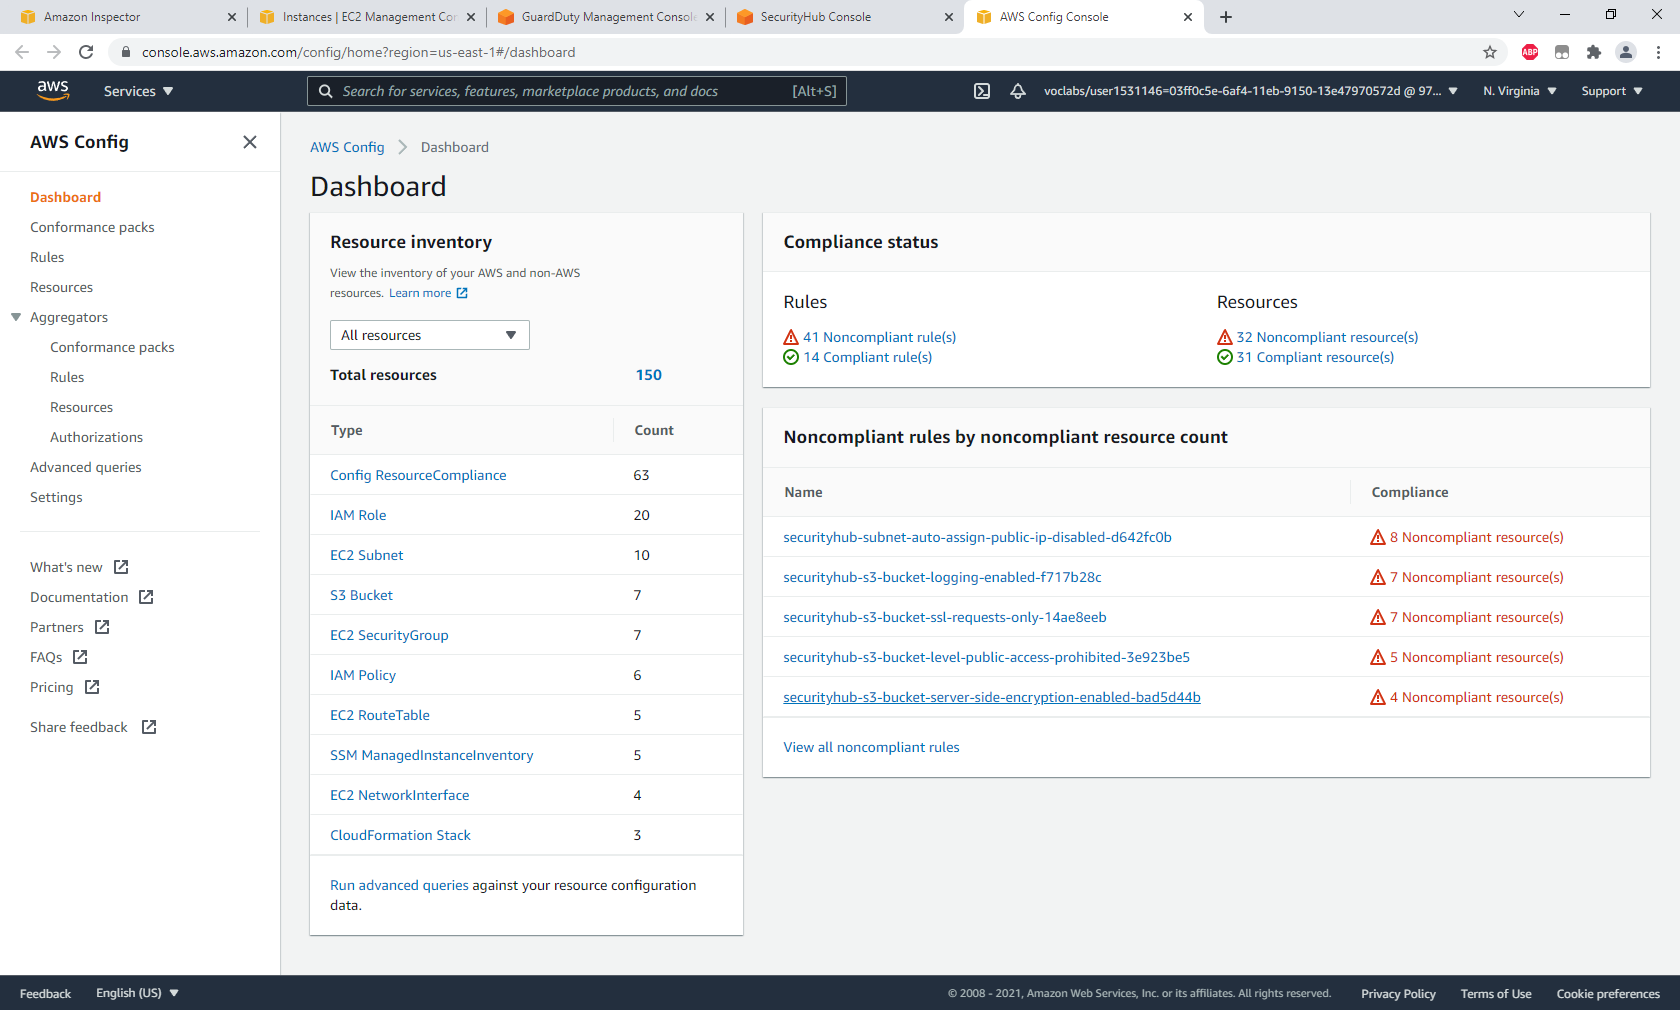 Amazon Inspector
Instances | EC2 Management Con
GuardDuty Management Console
SecurityHub Console
AWS Config Console
console.aws.amazon.com/config/home?region=us-east-1#/dashboard
ABP
aws
Services
Search for services, features, marketplace products, and docs
[Alt+S]
voclabs/user1531146=03ff0c5e-6af4-11eb-9150-13e47970572d @ 97...
N. Virginia
Support
AWS Config
Dashboard
Conformance packs
Rules
Resources
Aggregators
Conformance packs
Rules
Resources
Authorizations
Advanced queries
Settings
What's new
Documentation
Partners
FAQs
Pricing
Share feedback
AWS Config
Dashboard
Dashboard
Resource inventory
View the inventory of your AWS and non-AWS
resources. Learn more
All resources
Total resources 150
Type Count
Config ResourceCompliance 63
IAM Role 20
EC2 Subnet 10
S3 Bucket 7
EC2 SecurityGroup 7
IAM Policy 6
EC2 RouteTable 5
SSM ManagedInstanceInventory 5
EC2 NetworkInterface 4
CloudFormation Stack 3
Run advanced queries against your resource configuration
data.
Compliance status
Rules
41 Noncompliant rule(s)
14 Compliant rule(s)
Resources
32 Noncompliant resource(s)
31 Compliant resource(s)
Noncompliant rules by noncompliant resource count
Name Compliance
securityhub-subnet-auto-assign-public-ip-disabled-d642fc0b 8 Noncompliant resource(s)
securityhub-s3-bucket-logging-enabled-f717b28c 7 Noncompliant resource(s)
securityhub-s3-bucket-ssl-requests-only-14ae8eeb 7 Noncompliant resource(s)
securityhub-s3-bucket-level-public-access-prohibited-3e923be5 5 Noncompliant resource(s)
securityhub-s3-bucket-server-side-encryption-enabled-bad5d44b 4 Noncompliant resource(s)
View all noncompliant rules
Feedback
English (US)
© 2008 - 2021, Amazon Web Services, Inc. or its affiliates. All rights reserved.
Privacy Policy
Terms of Use
Cookie preferences